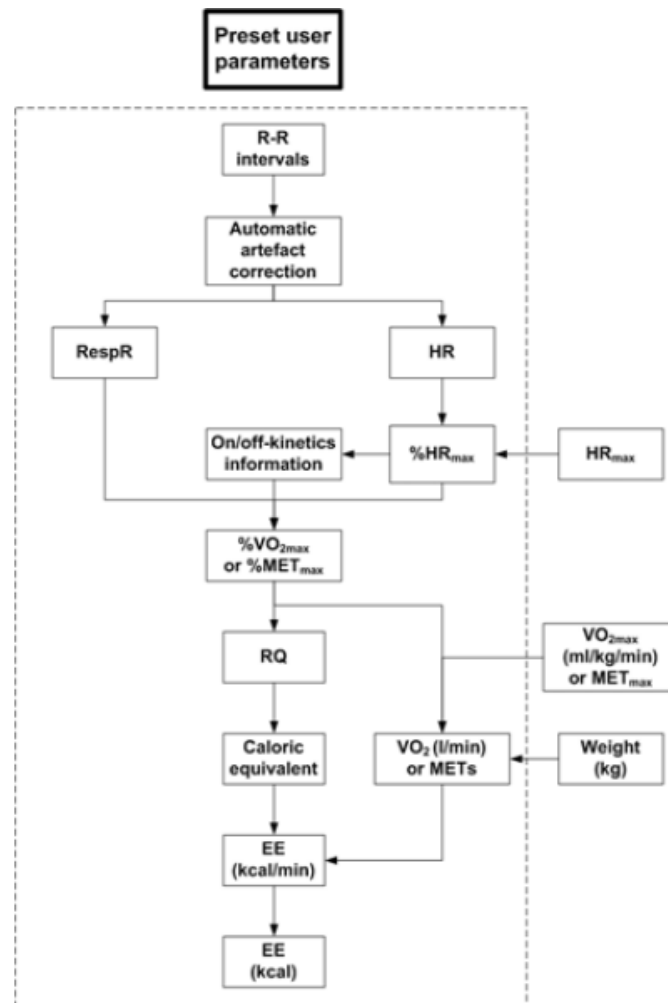 Preset user
parameters
R-R
intervals
Automatic
artefact
correction
RespR
HR
On/off-kinetics
information
%HRmax
HRmax
%VO2max
or %METmax
RQ
VO2max
(ml/kg/min)
or METmax
Caloric
equivalent
VO2 (l/min)
or METs
Weight
(kg)
EE
(kcal/min)
EE
(kcal)